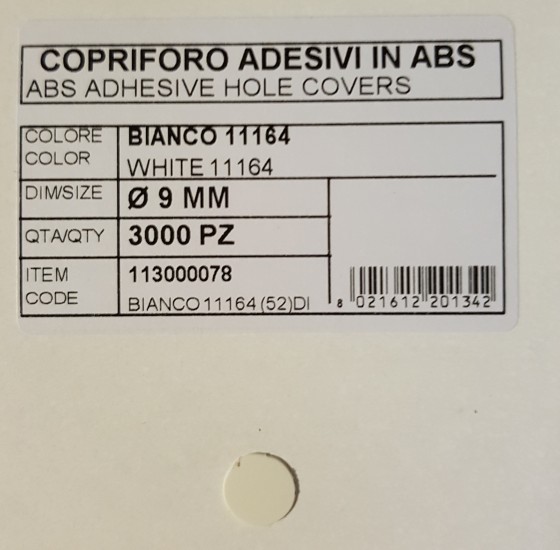 COPRIFORO ADESIVI IN ABS
ABS ADHESIVE HOLE COVERS
COLORE BIANCO 11164
COLOR WHITE 11164
DIM/SIZE Ø 9 MM
QTA/QTY 3000 PZ
ITEM 113000078
CODE BIANCO 11164 (52)DI
8 021612 201342